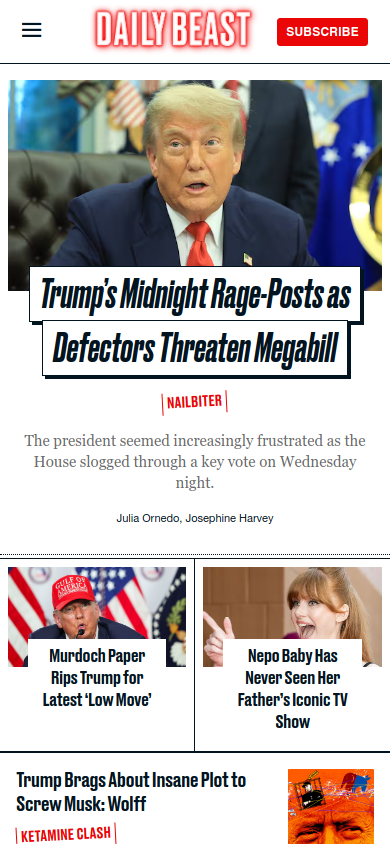 DAILY BEAST
SUBSCRIBE
Trump's Midnight Rage-Posts as
Defectors Threaten Megabill
NAILBITER
The president seemed increasingly frustrated as the
House slogged through a key vote on Wednesday
night.
Julia Ornedo, Josephine Harvey
GULF OF
AMERICA
Murdoch Paper
Rips Trump for
Latest ‘Low Move’
Nepo Baby Has
Never Seen Her
Father’s Iconic TV
Show
Trump Brags About Insane Plot to
Screw Musk: Wolff
KETAMINE CLASH